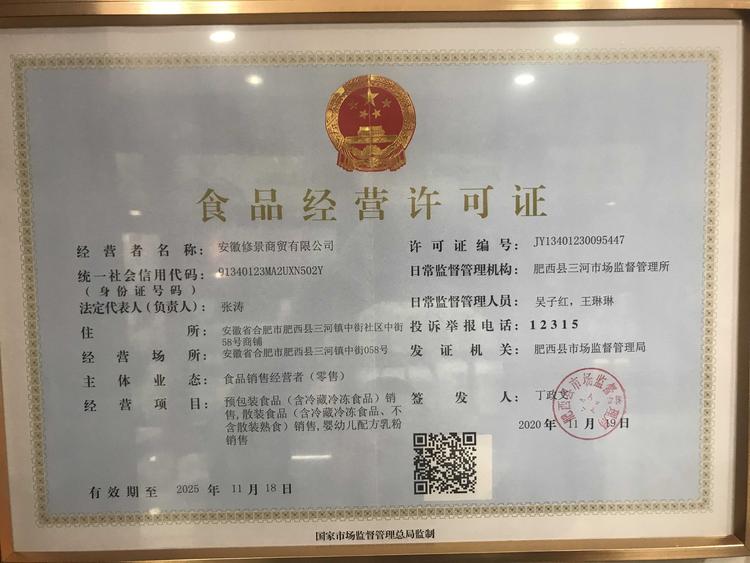 食品经营许可证
经营者名称：安徽修景商贸有限公司
许可证编号：JY13401230095447
统一社会信用代码：91340123MA2UXN502Y
（身份证号码）
日常监督管理机构：肥西县三河市场监督管理所
法定代表人（负责人）：张涛
日常监督管理人员：吴子红，王琳琳
住所：安徽省合肥市肥西县三河镇中街社区中街
58号商铺
投诉举报电话：12315
经营场所：安徽省合肥市肥西县三河镇中街058号
发证机关：肥西县市场监督管理局
主体业态：食品销售经营者（零售）
经营项目：预包装食品（含冷藏冷冻食品）销
售,散装食品（含冷藏冷冻食品、不
含散装熟食）销售,婴幼儿配方乳粉
销售
签发人：丁政文
2020年11月19日
有效期至 2025年11月18日
国家市场监督管理总局监制